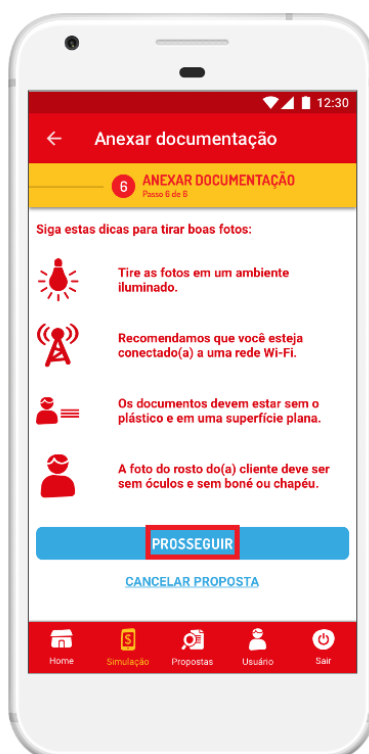 12:30
Anexar documentação
6 ANEXAR DOCUMENTAÇÃO
Passo 6 de 6
Siga estas dicas para tirar boas fotos:
Tire as fotos em um ambiente
iluminado.
Recomendamos que você esteja
conectado(a) a uma rede Wi-Fi.
Os documentos devem estar sem o
plástico e em uma superfície plana.
A foto do rosto do(a) cliente deve ser
sem óculos e sem boné ou chapéu.
PROSSEGUIR
CANCELAR PROPOSTA
S
Home Simulação Propostas Usuário Sair